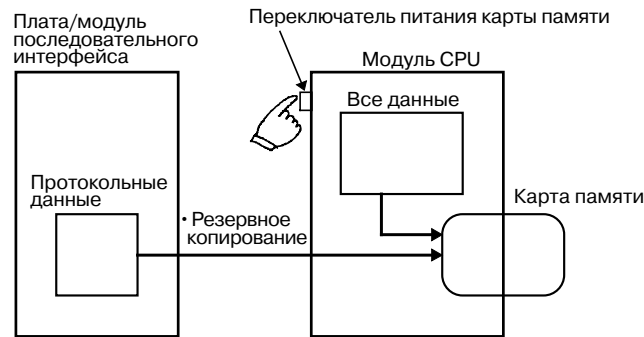 Плата/модуль
последовательного
интерфейса
Переключатель питания карты памяти
Модуль CPU
Все данные
Протокольные
данные
• Резервное
копирование
Карта памяти